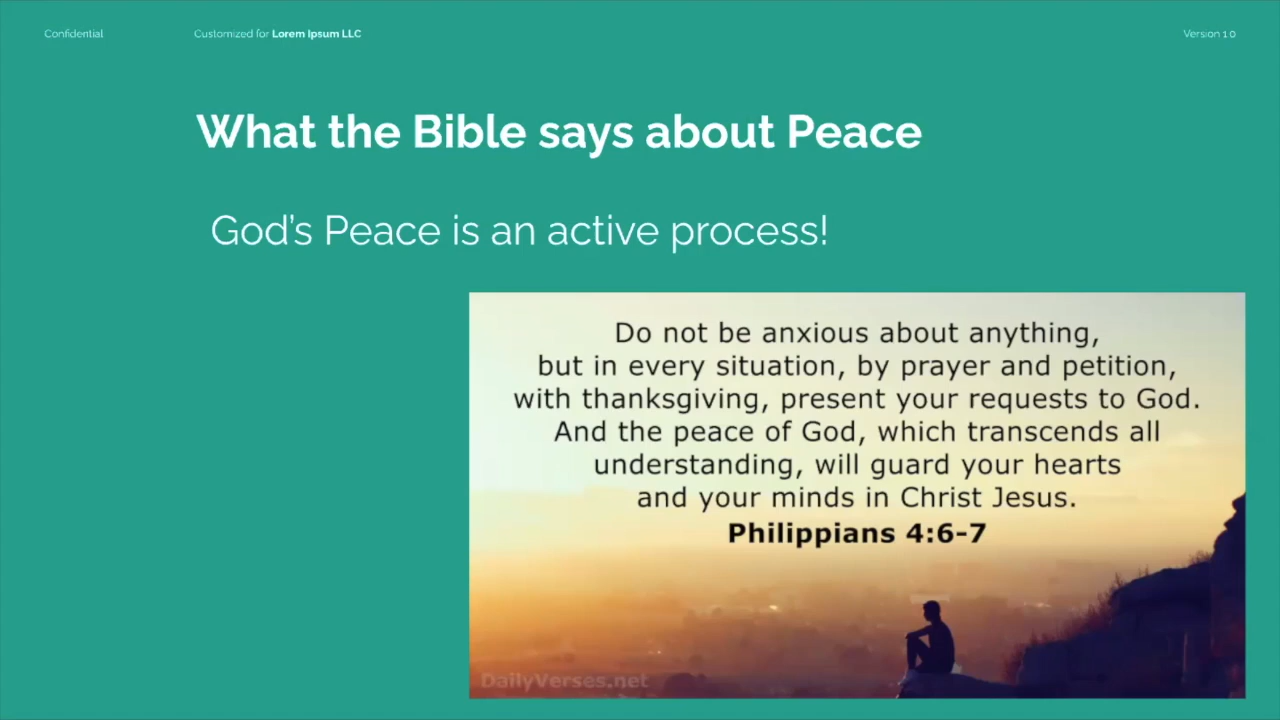 Confidential
Customized for Lorem Ipsum LLC
Version 1.0
What the Bible says about Peace
God's Peace is an active process!
Do not be anxious about anything,
but in every situation, by prayer and petition,
with thanksgiving, present your requests to God.
And the peace of God, which transcends all
understanding, will guard your hearts
and your minds in Christ Jesus.
Philippians 4:6-7
DailyVerses.net